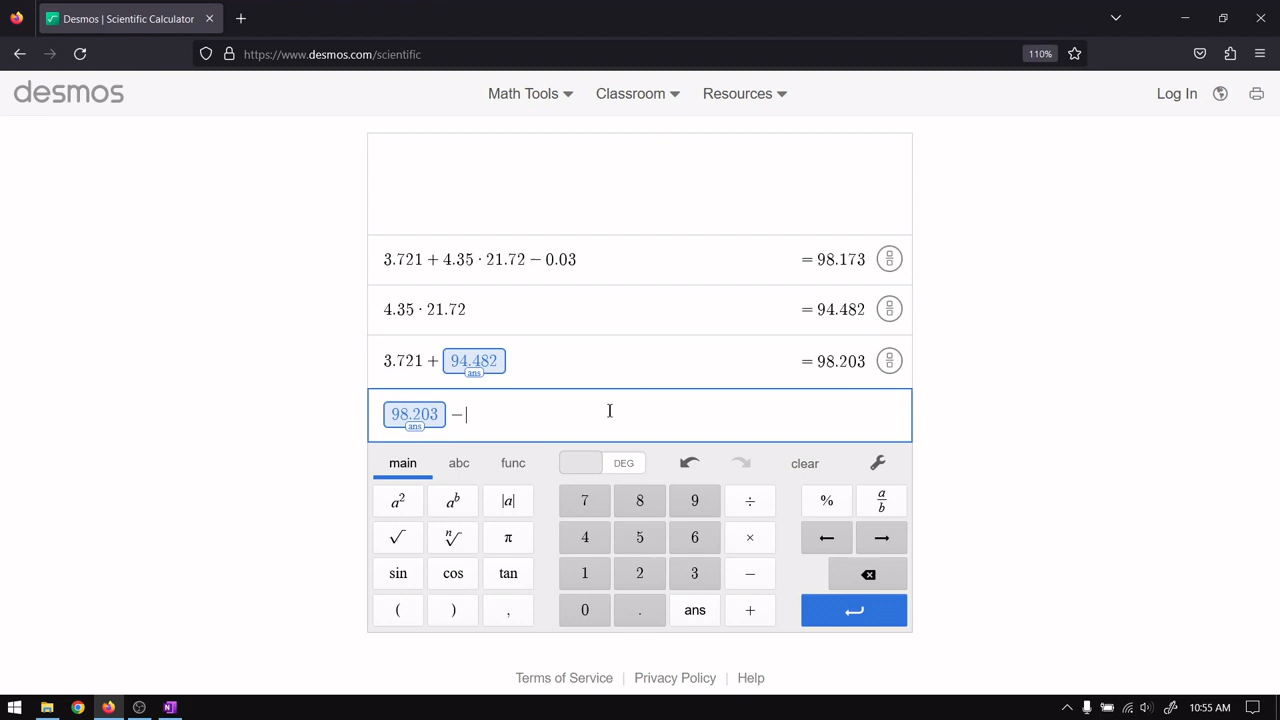 Desmos | Scientific Calculator
https://www.desmos.com/scientific
110%
desmos
Math Tools
Classroom
Resources
Log In
3.721 + 4.35 · 21.72 − 0.03
= 98.173
4.35 · 21.72
= 94.482
3.721 + 94.482
ans
= 98.203
98.203 −
ans
main
abc
func
DEG
clear
a²
aᵇ
|a|
7
8
9
÷
%
a/b
√
ⁿ√
π
4
5
6
×
←
→
sin
cos
tan
1
2
3
−
(
)
,
0
.
ans
+
Terms of Service
Privacy Policy
Help
10:55 AM